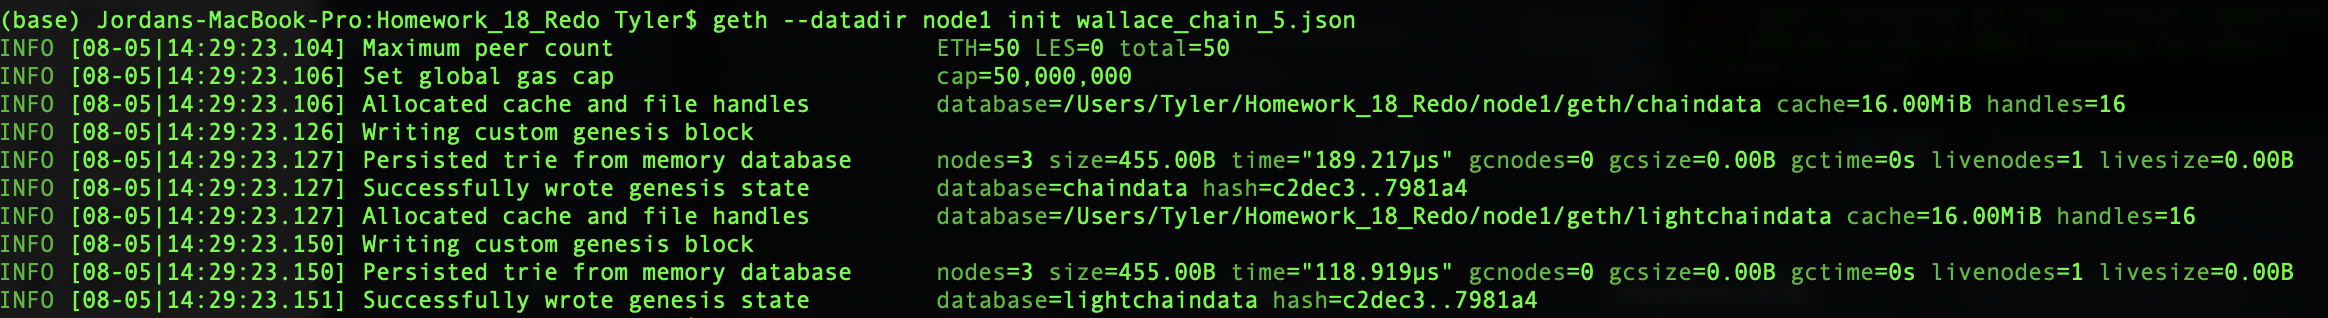 (base) Jordans-MacBook-Pro:Homework_18_Redo Tyler$ geth --datadir node1 init wallace_chain_5.json
INFO [08-05|14:29:23.104] Maximum peer count                       ETH=50 LES=0 total=50
INFO [08-05|14:29:23.106] Set global gas cap                       cap=50,000,000
INFO [08-05|14:29:23.106] Allocated cache and file handles         database=/Users/Tyler/Homework_18_Redo/node1/geth/chaindata cache=16.00MiB handles=16
INFO [08-05|14:29:23.126] Writing custom genesis block
INFO [08-05|14:29:23.127] Persisted trie from memory database      nodes=3 size=455.00B time="189.217µs" gcnodes=0 gcsize=0.00B gctime=0s livenodes=1 livesize=0.00B
INFO [08-05|14:29:23.127] Successfully wrote genesis state         database=chaindata hash=c2dec3..7981a4
INFO [08-05|14:29:23.127] Allocated cache and file handles         database=/Users/Tyler/Homework_18_Redo/node1/geth/lightchaindata cache=16.00MiB handles=16
INFO [08-05|14:29:23.150] Writing custom genesis block
INFO [08-05|14:29:23.150] Persisted trie from memory database      nodes=3 size=455.00B time="118.919µs" gcnodes=0 gcsize=0.00B gctime=0s livenodes=1 livesize=0.00B
INFO [08-05|14:29:23.151] Successfully wrote genesis state         database=lightchaindata hash=c2dec3..7981a4